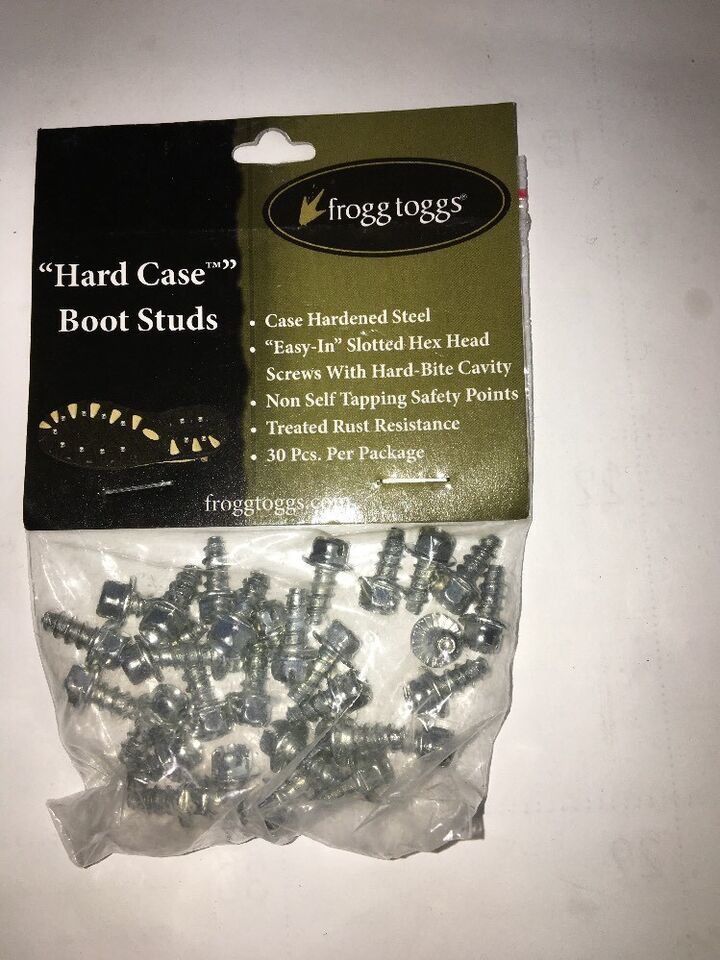 frogg toggs®
“Hard Case™”
Boot Studs
• Case Hardened Steel
• “Easy-In” Slotted Hex Head
Screws With Hard-Bite Cavity
• Non Self Tapping Safety Points
• Treated Rust Resistance
• 30 Pcs. Per Package
froggtoggs.com